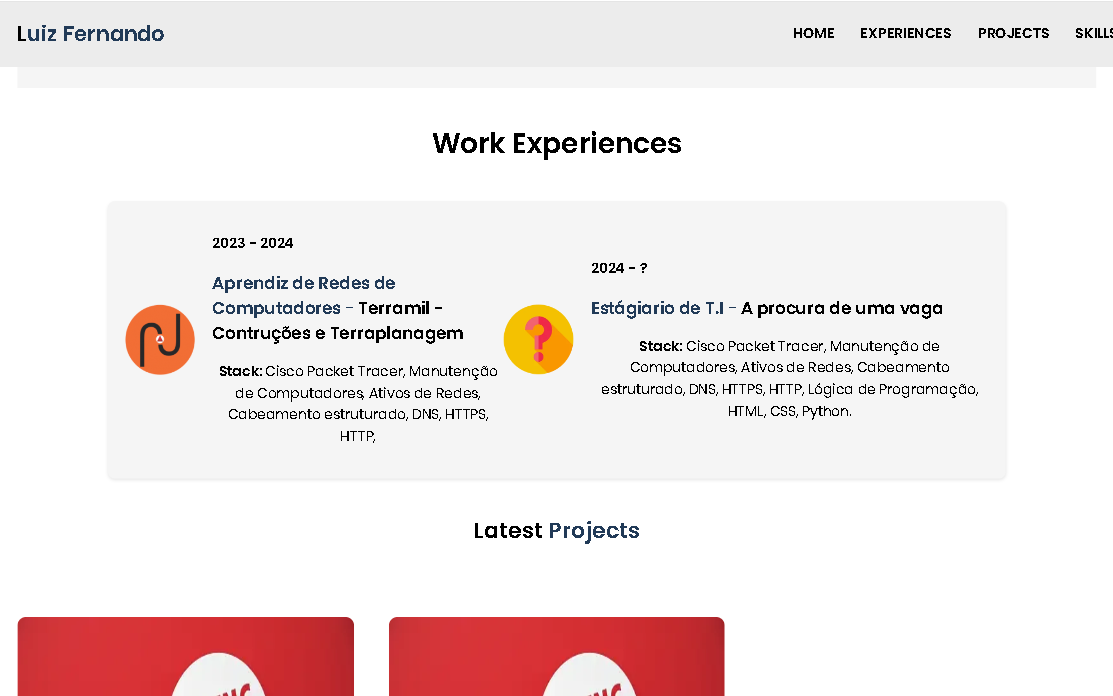 Luiz Fernando
HOME EXPERIENCES PROJECTS SKILLS
Work Experiences
2023 - 2024
Aprendiz de Redes de
Computadores - Terramil -
Contruções e Terraplanagem
Stack: Cisco Packet Tracer, Manutenção
de Computadores, Ativos de Redes,
Cabeamento estruturado, DNS, HTTPS,
HTTP,
2024 - ?
Estágiario de T.I - A procura de uma vaga
Stack: Cisco Packet Tracer, Manutenção de
Computadores, Ativos de Redes, Cabeamento
estruturado, DNS, HTTPS, HTTP, Lógica de Programação,
HTML, CSS, Python.
Latest Projects